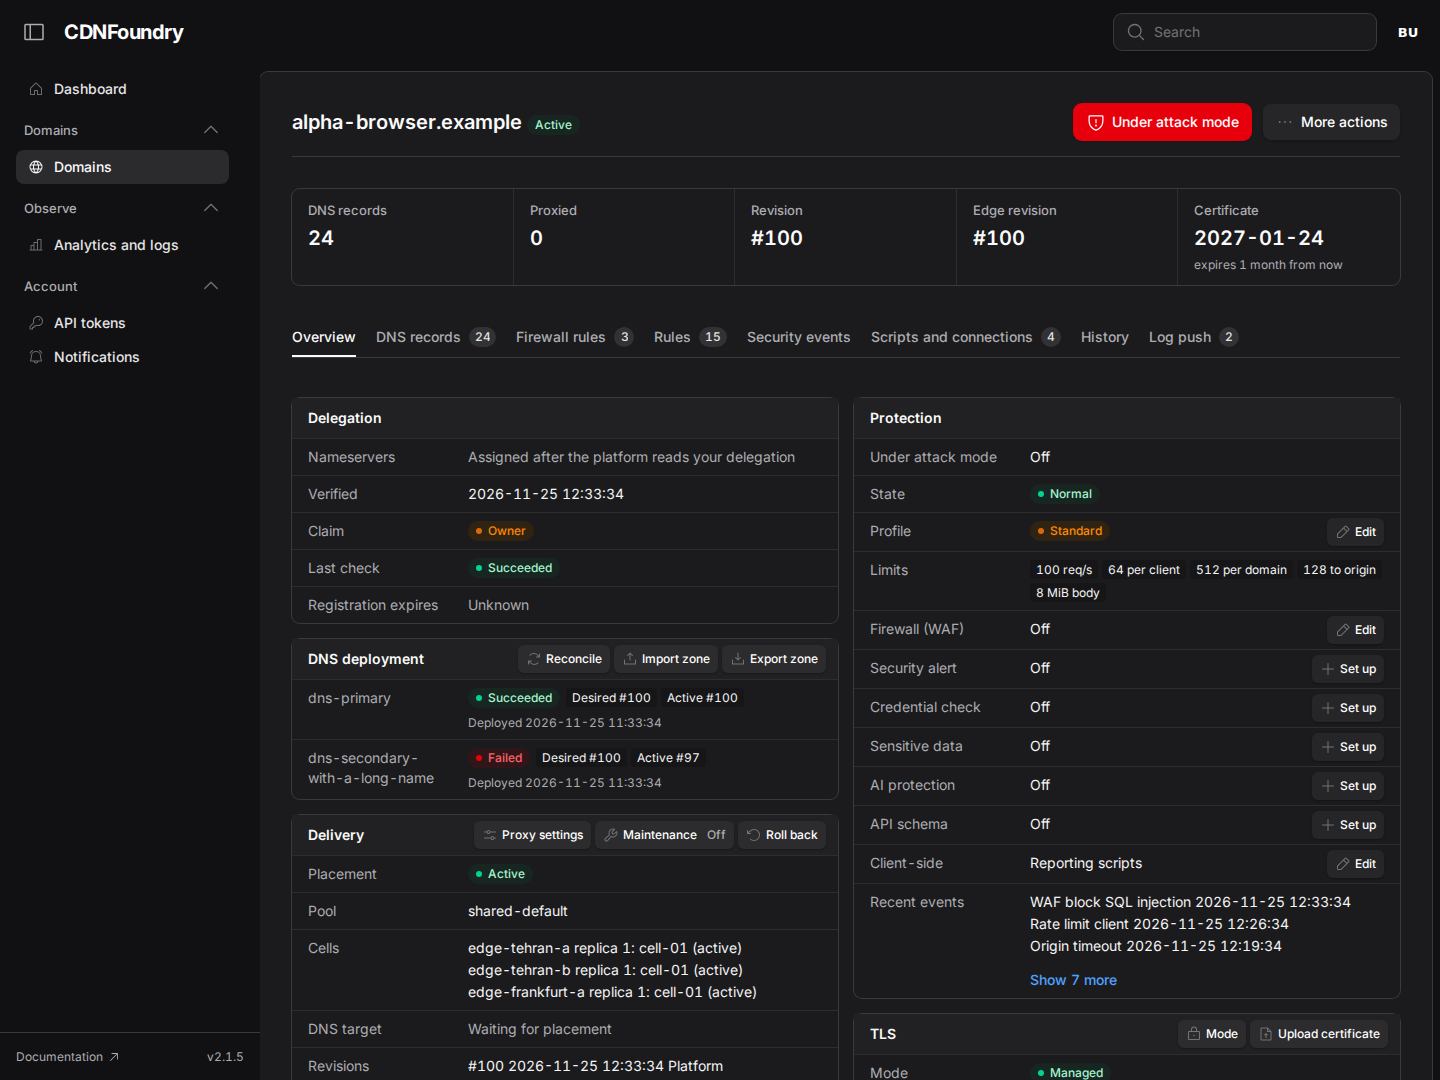 CDNFoundry
Search
BU
Dashboard
Domains
Domains
Observe
Analytics and logs
Account
API tokens
Notifications
Documentation
v2.1.5
alpha-browser.example Active
Under attack mode
More actions
DNS records
24
Proxied
0
Revision
#100
Edge revision
#100
Certificate
2027-01-24
expires 1 month from now
Overview
DNS records 24
Firewall rules 3
Rules 15
Security events
Scripts and connections 4
History
Log push 2
Delegation
Nameservers Assigned after the platform reads your delegation
Verified 2026-11-25 12:33:34
Claim Owner
Last check Succeeded
Registration expires Unknown
DNS deployment Reconcile Import zone Export zone
dns-primary Succeeded Desired #100 Active #100
Deployed 2026-11-25 11:33:34
dns-secondary-with-a-long-name Failed Desired #100 Active #97
Deployed 2026-11-25 11:33:34
Delivery Proxy settings Maintenance Off Roll back
Placement Active
Pool shared-default
Cells edge-tehran-a replica 1: cell-01 (active)
edge-tehran-b replica 1: cell-01 (active)
edge-frankfurt-a replica 1: cell-01 (active)
DNS target Waiting for placement
Revisions #100 2026-11-25 12:33:34 Platform
Protection
Under attack mode Off
State Normal
Profile Standard Edit
Limits 100 req/s 64 per client 512 per domain 128 to origin
8 MiB body
Firewall (WAF) Off Edit
Security alert Off Set up
Credential check Off Set up
Sensitive data Off Set up
AI protection Off Set up
API schema Off Set up
Client-side Reporting scripts Edit
Recent events WAF block SQL injection 2026-11-25 12:33:34
Rate limit client 2026-11-25 12:26:34
Origin timeout 2026-11-25 12:19:34
Show 7 more
TLS Mode Upload certificate
Mode Managed